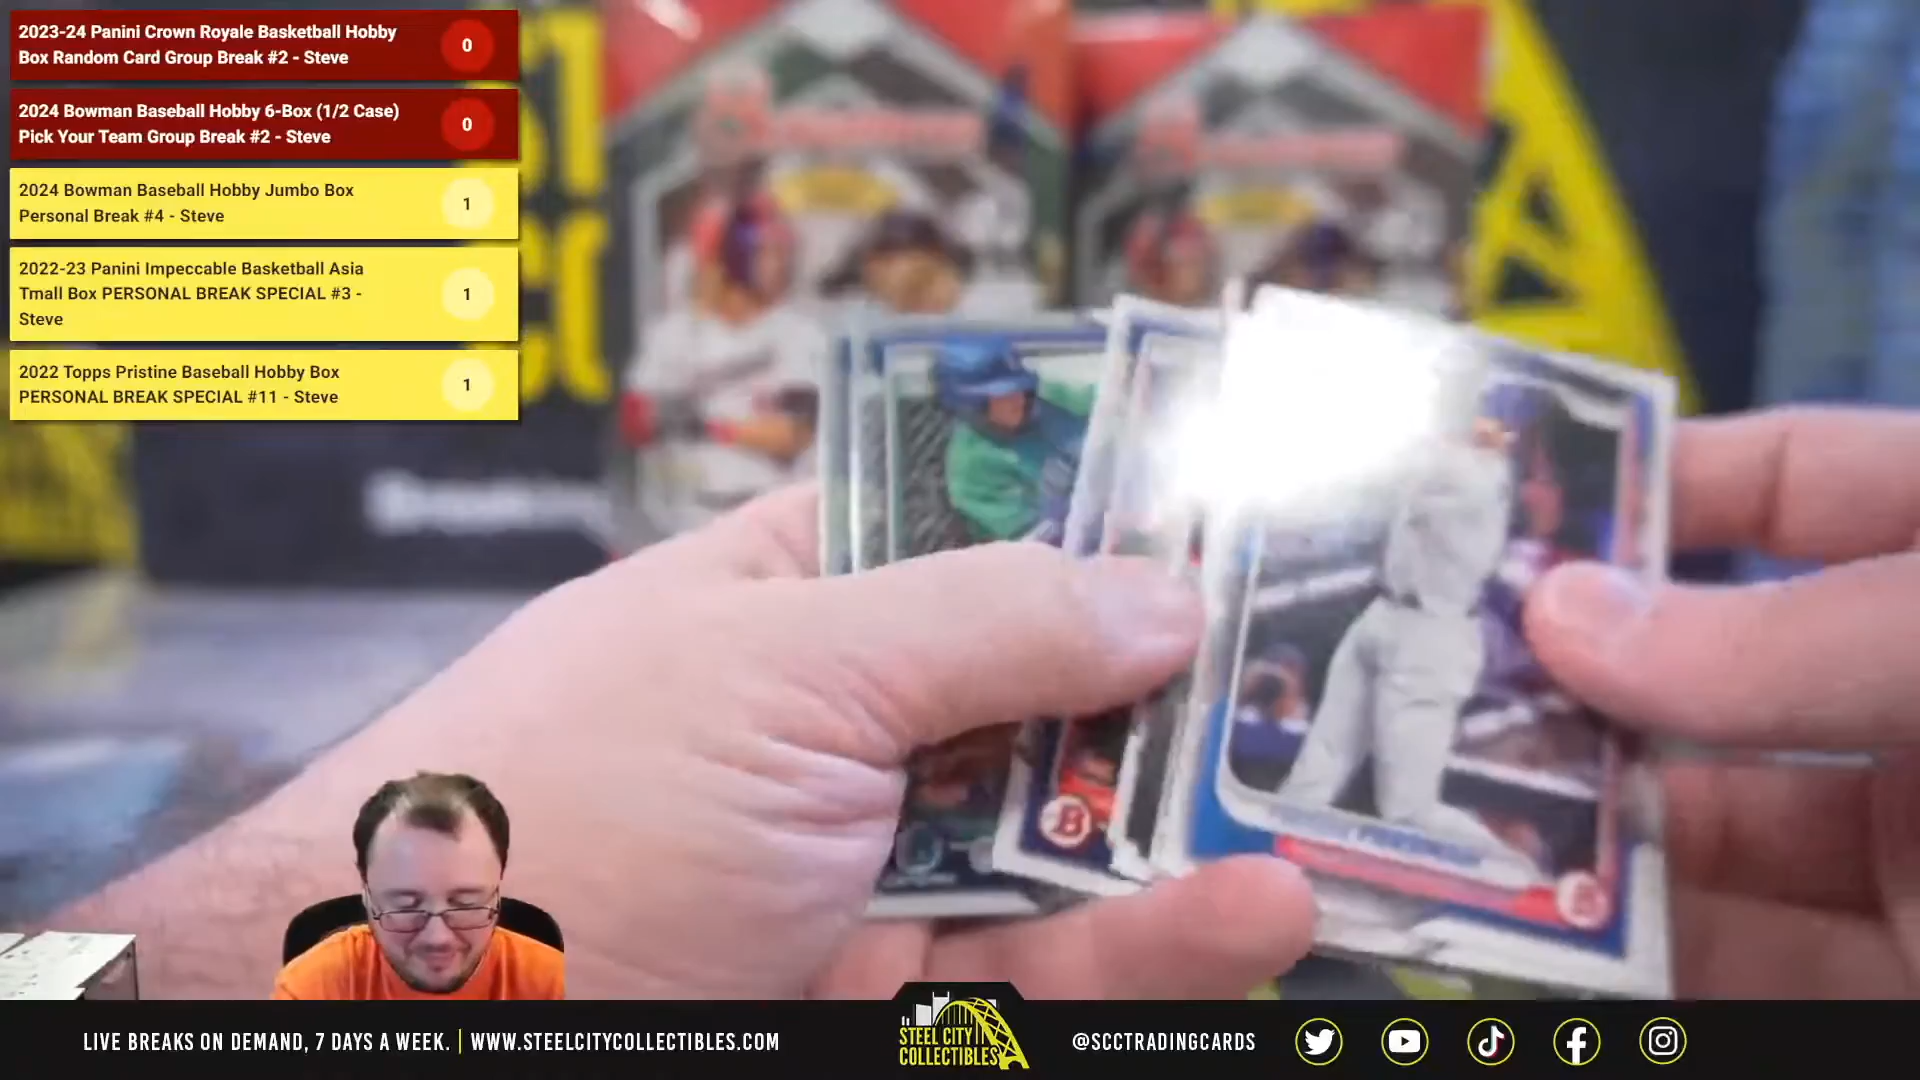 2023-24 Panini Crown Royale Basketball Hobby
Box Random Card Group Break #2 - Steve
0
2024 Bowman Baseball Hobby 6-Box (1/2 Case)
Pick Your Team Group Break #2 - Steve
0
2024 Bowman Baseball Hobby Jumbo Box
Personal Break #4 - Steve
1
2022-23 Panini Impeccable Basketball Asia
Tmall Box PERSONAL BREAK SPECIAL #3 -
Steve
1
2022 Topps Pristine Baseball Hobby Box
PERSONAL BREAK SPECIAL #11 - Steve
1
B
LIVE BREAKS ON DEMAND, 7 DAYS A WEEK. | WWW.STEELCITYCOLLECTIBLES.COM
STEEL CITY
COLLECTIBLES
@SCCTRADINGCARDS